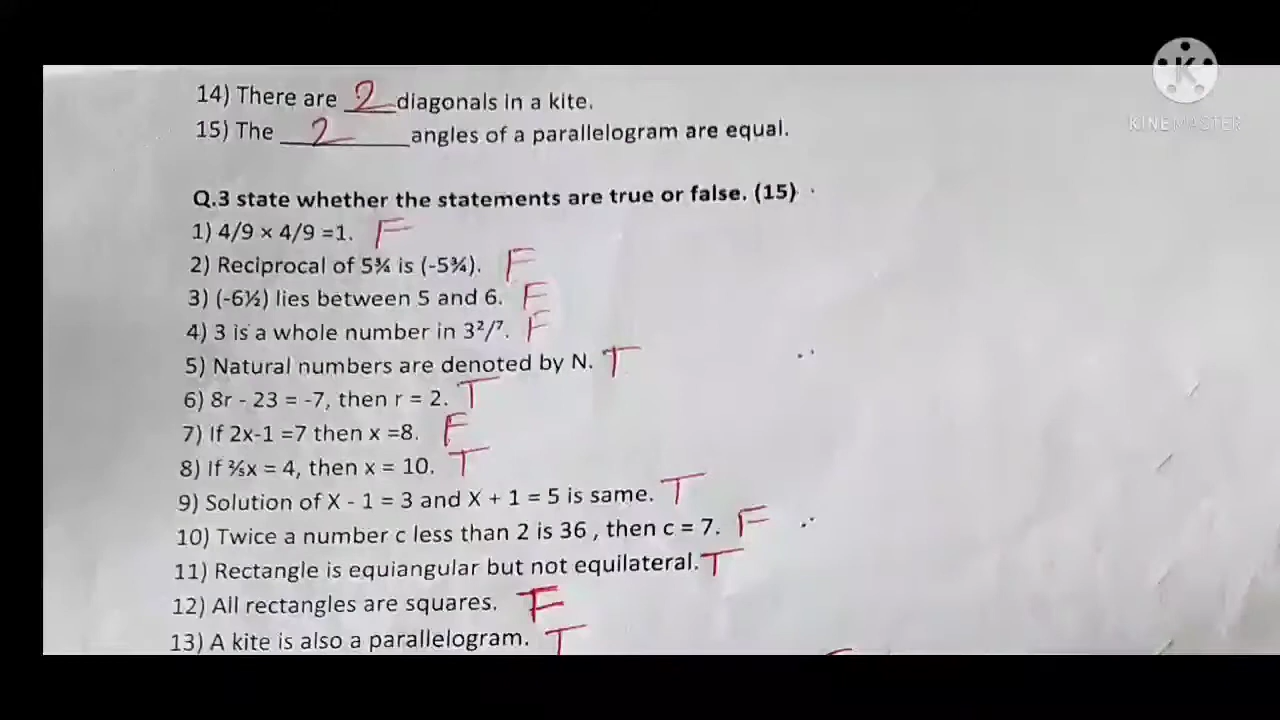 14) There are 2 diagonals in a kite.
15) The 2 angles of a parallelogram are equal.
Q.3 state whether the statements are true or false. (15)
1) 4/9 × 4/9 =1. F
2) Reciprocal of 5¾ is (-5¾). F
3) (-6½) lies between 5 and 6. F
4) 3 is a whole number in 3²/⁷. F
5) Natural numbers are denoted by N. T
6) 8r - 23 = -7, then r = 2. T
7) If 2x-1 =7 then x =8. F
8) If ⅖x = 4, then x = 10. T
9) Solution of X - 1 = 3 and X + 1 = 5 is same. T
10) Twice a number c less than 2 is 36 , then c = 7. F
11) Rectangle is equiangular but not equilateral. T
12) All rectangles are squares. F
13) A kite is also a parallelogram. T
K
KINEMASTER